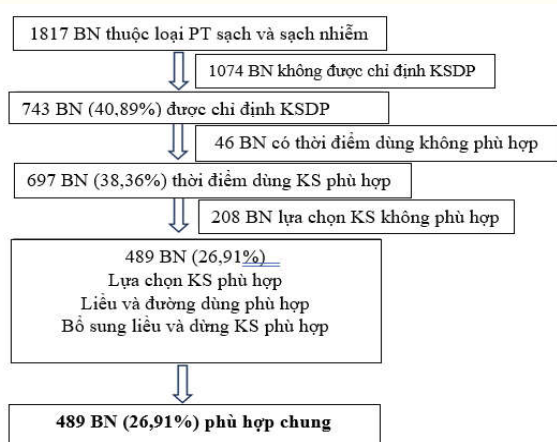 1817 BN thuộc loại PT sạch và sạch nhiễm
1074 BN không được chỉ định KSDP
743 BN (40,89%) được chỉ định KSDP
46 BN có thời điểm dùng không phù hợp
697 BN (38,36%) thời điểm dùng KS phù hợp
208 BN lựa chọn KS không phù hợp
489 BN (26,91%)
Lựa chọn KS phù hợp
Liều và đường dùng phù hợp
Bổ sung liều và dừng KS phù hợp
489 BN (26,91%) phù hợp chung